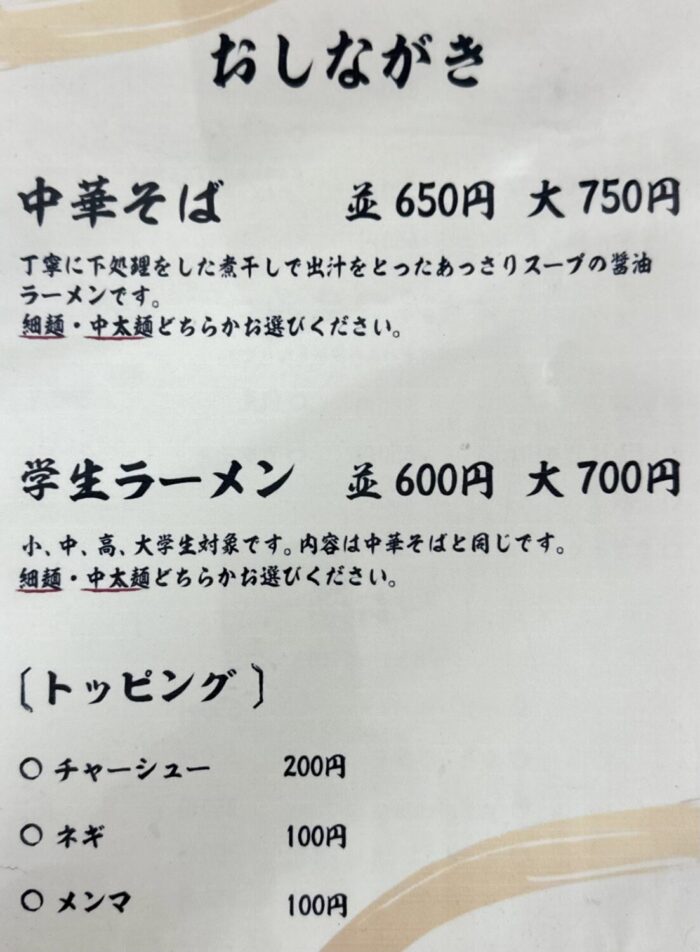 おしながき
中華そば 並 650円 大 750円
丁寧に下処理をした煮干しで出汁をとったあっさりスープの醤油
ラーメンです。
細麺・中太麺どちらかお選びください。
学生ラーメン 並 600円 大 700円
小、中、高、大学生対象です。内容は中華そばと同じです。
細麺・中太麺どちらかお選びください。
〔トッピング〕
〇 チャーシュー 200円
〇 ネギ 100円
〇 メンマ 100円